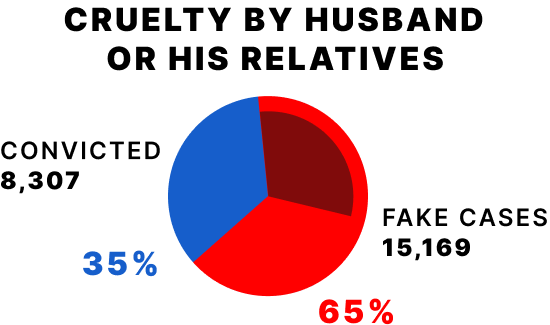 CRUELTY BY HUSBAND
OR HIS RELATIVES
CONVICTED
8,307
35%
FAKE CASES
15,169
65%